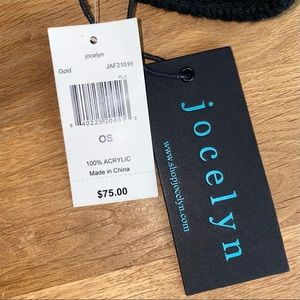 jocelyn
Gold JAF21016
OS
100% ACRYLIC
Made in China
$75.00
jocelyn
www.shopjocelyn.com